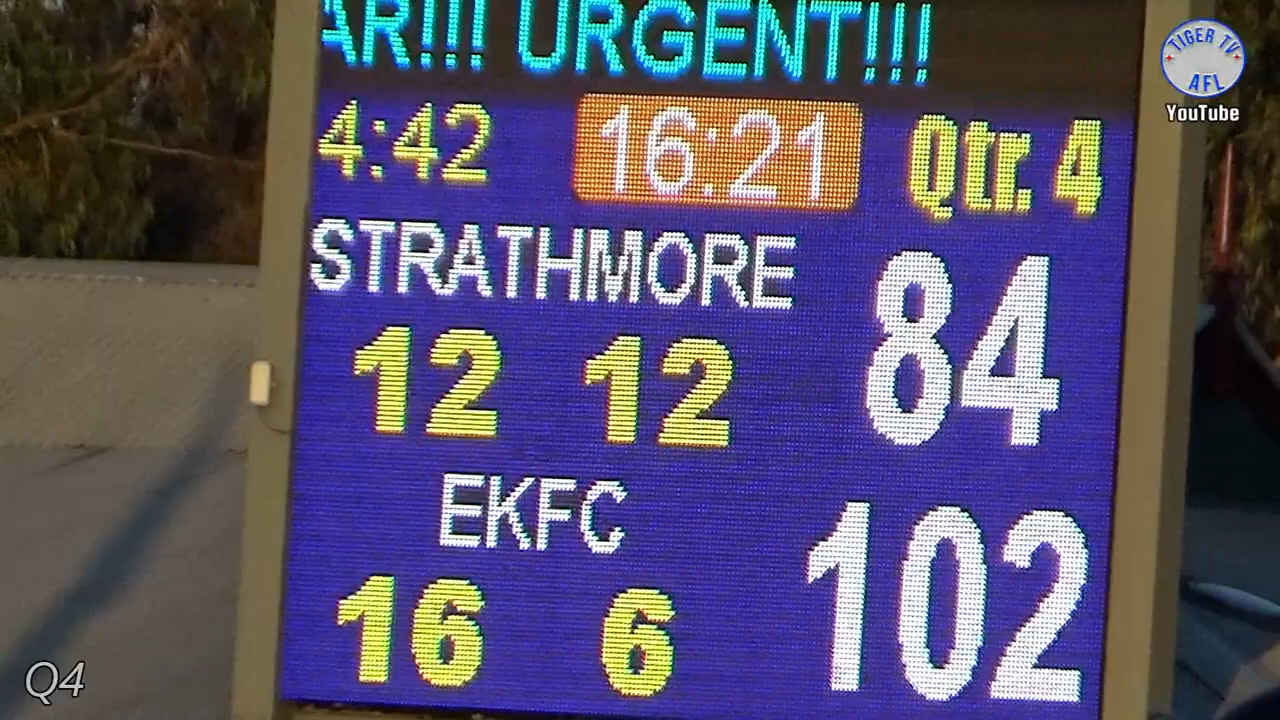 AR!!! URGENT!!!
4:42 16:21 Qtr. 4
STRATHMORE
12 12 84
EKFC
16 6 102
TIGER TV
AFL
YouTube
Q4